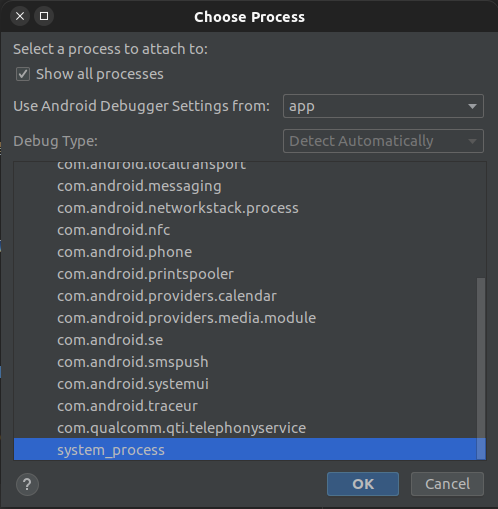 Choose Process
Select a process to attach to:
Show all processes
Use Android Debugger Settings from: app
Debug Type: Detect Automatically
com.android.localtransport
com.android.messaging
com.android.networkstack.process
com.android.nfc
com.android.phone
com.android.printspooler
com.android.providers.calendar
com.android.providers.media.module
com.android.se
com.android.smspush
com.android.systemui
com.android.traceur
com.qualcomm.qti.telephonyservice
system_process
? OK Cancel